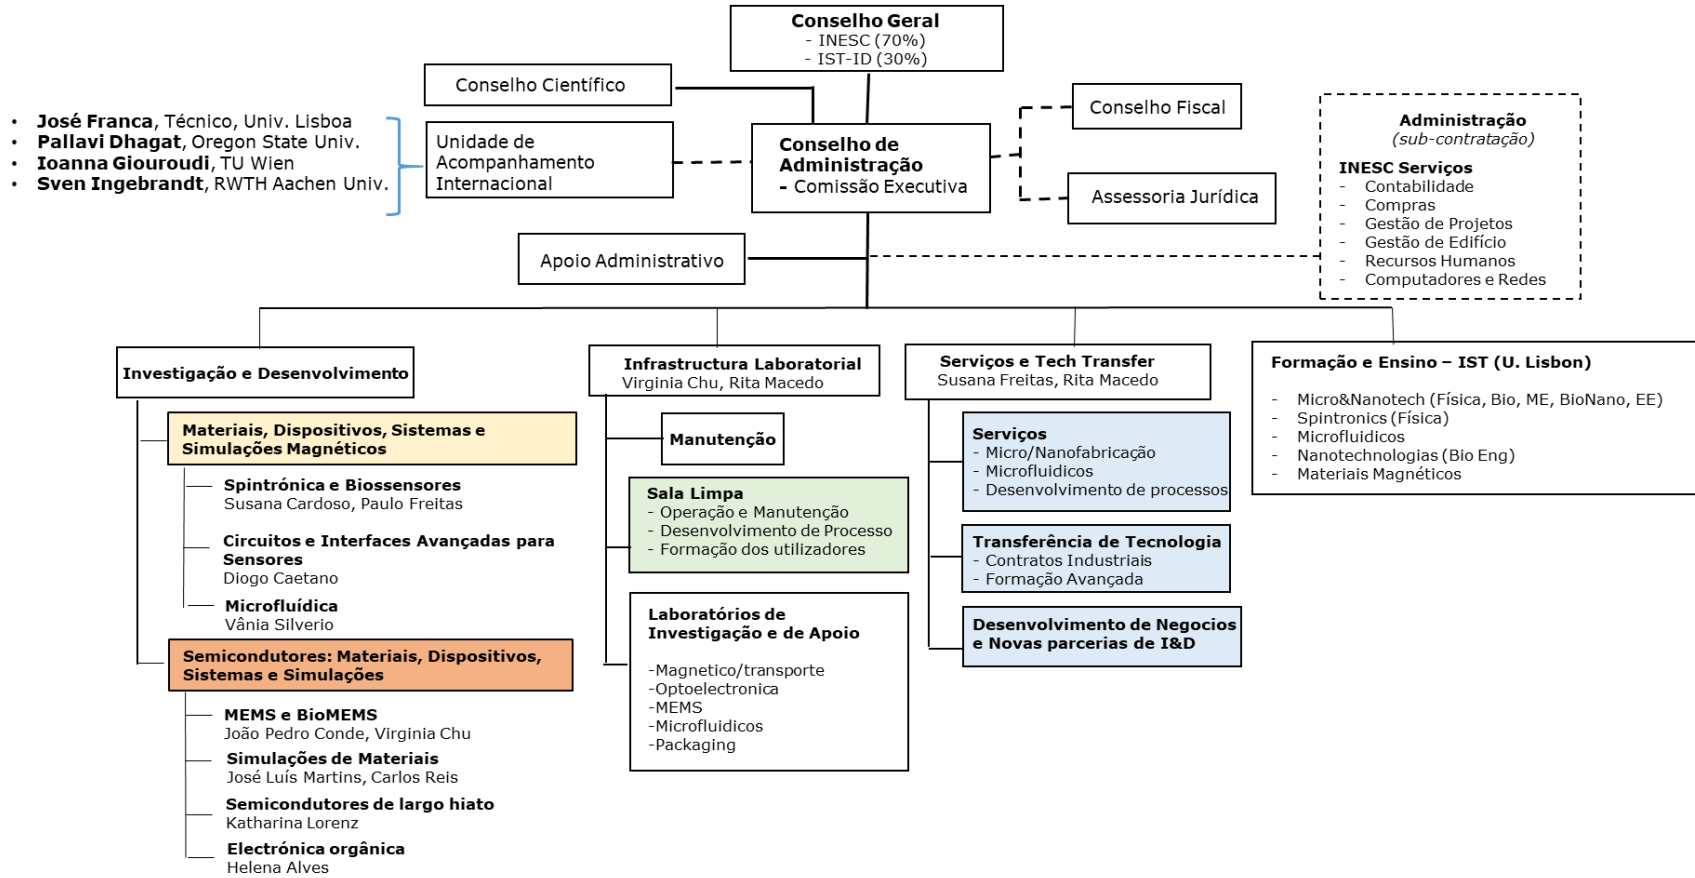 Conselho Geral
- INESC (70%)
- IST-ID (30%)
Conselho Científico
• José Franca, Técnico, Univ. Lisboa
• Pallavi Dhagat, Oregon State Univ.
• Ioanna Giouroudi, TU Wien
• Sven Ingebrandt, RWTH Aachen Univ.
Unidade de
Acompanhamento
Internacional
Conselho de
Administração
- Comissão Executiva
Conselho Fiscal
Assessoria Jurídica
Administração
(sub-contratação)
INESC Serviços
- Contabilidade
- Compras
- Gestão de Projetos
- Gestão de Edifício
- Recursos Humanos
- Computadores e Redes
Apoio Administrativo
Investigação e Desenvolvimento
Materiais, Dispositivos, Sistemas e
Simulações Magnéticos
Spintrónica e Biossensores
Susana Cardoso, Paulo Freitas
Circuitos e Interfaces Avançadas para
Sensores
Diogo Caetano
Microfluídica
Vânia Silverio
Semicondutores: Materiais, Dispositivos,
Sistemas e Simulações
MEMS e BioMEMS
João Pedro Conde, Virginia Chu
Simulações de Materiais
José Luís Martins, Carlos Reis
Semicondutores de largo hiato
Katharina Lorenz
Electrónica orgânica
Helena Alves
Infrastructura Laboratorial
Virginia Chu, Rita Macedo
Manutenção
Sala Limpa
- Operação e Manutenção
- Desenvolvimento de Processo
- Formação dos utilizadores
Laboratórios de
Investigação e de Apoio
-Magnetico/transporte
-Optoelectronica
-MEMS
-Microfluidicos
-Packaging
Serviços e Tech Transfer
Susana Freitas, Rita Macedo
Serviços
- Micro/Nanofabricação
- Microfluidicos
- Desenvolvimento de processos
Transferência de Tecnologia
- Contratos Industriais
- Formação Avançada
Desenvolvimento de Negocios
e Novas parcerias de I&D
Formação e Ensino – IST (U. Lisbon)
- Micro&Nanotech (Física, Bio, ME, BioNano, EE)
- Spintronics (Física)
- Microfluidicos
- Nanotechnologias (Bio Eng)
- Materiais Magnéticos